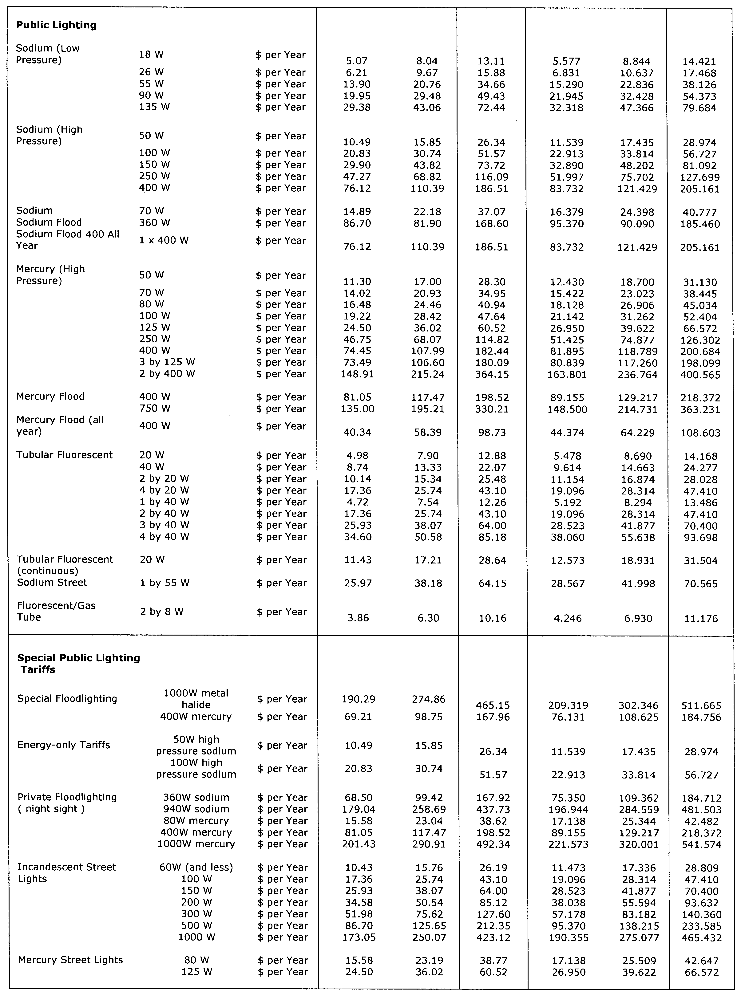 Public Lighting
Sodium (Low Pressure) 18 W $ per Year 5.07 8.04 13.11 5.577 8.844 14.421
26 W $ per Year 6.21 9.67 15.88 6.831 10.637 17.468
55 W $ per Year 13.90 20.76 34.66 15.290 22.836 38.126
90 W $ per Year 19.95 29.48 49.43 21.945 32.428 54.373
135 W $ per Year 29.38 43.06 72.44 32.318 47.366 79.684
Sodium (High Pressure) 50 W $ per Year 10.49 15.85 26.34 11.539 17.435 28.974
100 W $ per Year 20.83 30.74 51.57 22.913 33.814 56.727
150 W $ per Year 29.90 43.82 73.72 32.890 48.202 81.092
250 W $ per Year 47.27 68.82 116.09 51.997 75.702 127.699
400 W $ per Year 76.12 110.39 186.51 83.732 121.429 205.161
Sodium 70 W $ per Year 14.89 22.18 37.07 16.379 24.398 40.777
Sodium Flood 360 W $ per Year 86.70 81.90 168.60 95.370 90.090 185.460
Sodium Flood 400 All Year 1 x 400 W $ per Year 76.12 110.39 186.51 83.732 121.429 205.161
Mercury (High Pressure) 50 W $ per Year 11.30 17.00 28.30 12.430 18.700 31.130
70 W $ per Year 14.02 20.93 34.95 15.422 23.023 38.445
80 W $ per Year 16.48 24.46 40.94 18.128 26.906 45.034
100 W $ per Year 19.22 28.42 47.64 21.142 31.262 52.404
125 W $ per Year 24.50 36.02 60.52 26.950 39.622 66.572
250 W $ per Year 46.75 68.07 114.82 51.425 74.877 126.302
400 W $ per Year 74.45 107.99 182.44 81.895 118.789 200.684
3 by 125 W $ per Year 73.49 106.60 180.09 80.839 117.260 198.099
2 by 400 W $ per Year 148.91 215.24 364.15 163.801 236.764 400.565
Mercury Flood 400 W $ per Year 81.05 117.47 198.52 89.155 129.217 218.372
750 W $ per Year 135.00 195.21 330.21 148.500 214.731 363.231
Mercury Flood (all year) 400 W $ per Year 40.34 58.39 98.73 44.374 64.229 108.603
Tubular Fluorescent 20 W $ per Year 4.98 7.90 12.88 5.478 8.690 14.168
40 W $ per Year 8.74 13.33 22.07 9.614 14.663 24.277
2 by 20 W $ per Year 10.14 15.34 25.48 11.154 16.874 28.028
4 by 20 W $ per Year 17.36 25.74 43.10 19.096 28.314 47.410
1 by 40 W $ per Year 4.72 7.54 12.26 5.192 8.294 13.486
2 by 40 W $ per Year 17.36 25.74 43.10 19.096 28.314 47.410
3 by 40 W $ per Year 25.93 38.07 64.00 28.523 41.877 70.400
4 by 40 W $ per Year 34.60 50.58 85.18 38.060 55.638 93.698
Tubular Fluorescent 20 W $ per Year 11.43 17.21 28.64 12.573 18.931 31.504
(continuous)
Sodium Street 1 by 55 W $ per Year 25.97 38.18 64.15 28.567 41.998 70.565
Fluorescent/Gas Tube 2 by 8 W $ per Year 3.86 6.30 10.16 4.246 6.930 11.176
Special Public Lighting
Tariffs
Special Floodlighting 1000W metal halide $ per Year 190.29 274.86 465.15 209.319 302.346 511.665
400W mercury $ per Year 69.21 98.75 167.96 76.131 108.625 184.756
Energy-only Tariffs 50W high pressure sodium $ per Year 10.49 15.85 26.34 11.539 17.435 28.974
100W high pressure sodium $ per Year 20.83 30.74 51.57 22.913 33.814 56.727
Private Floodlighting 360W sodium $ per Year 68.50 99.42 167.92 75.350 109.362 184.712
( night sight ) 940W sodium $ per Year 179.04 258.69 437.73 196.944 284.559 481.503
80W mercury $ per Year 15.58 23.04 38.62 17.138 25.344 42.482
400W mercury $ per Year 81.05 117.47 198.52 89.155 129.217 218.372
1000W mercury $ per Year 201.43 290.91 492.34 221.573 320.001 541.574
Incandescent Street 60W (and less) $ per Year 10.43 15.76 26.19 11.473 17.336 28.809
Lights 100 W $ per Year 17.36 25.74 43.10 19.096 28.314 47.410
150 W $ per Year 25.93 38.07 64.00 28.523 41.877 70.400
200 W $ per Year 34.58 50.54 85.12 38.038 55.594 93.632
300 W $ per Year 51.98 75.62 127.60 57.178 83.182 140.360
500 W $ per Year 86.70 125.65 212.35 95.370 138.215 233.585
1000 W $ per Year 173.05 250.07 423.12 190.355 275.077 465.432
Mercury Street Lights 80 W $ per Year 15.58 23.19 38.77 17.138 25.509 42.647
125 W $ per Year 24.50 36.02 60.52 26.950 39.622 66.572